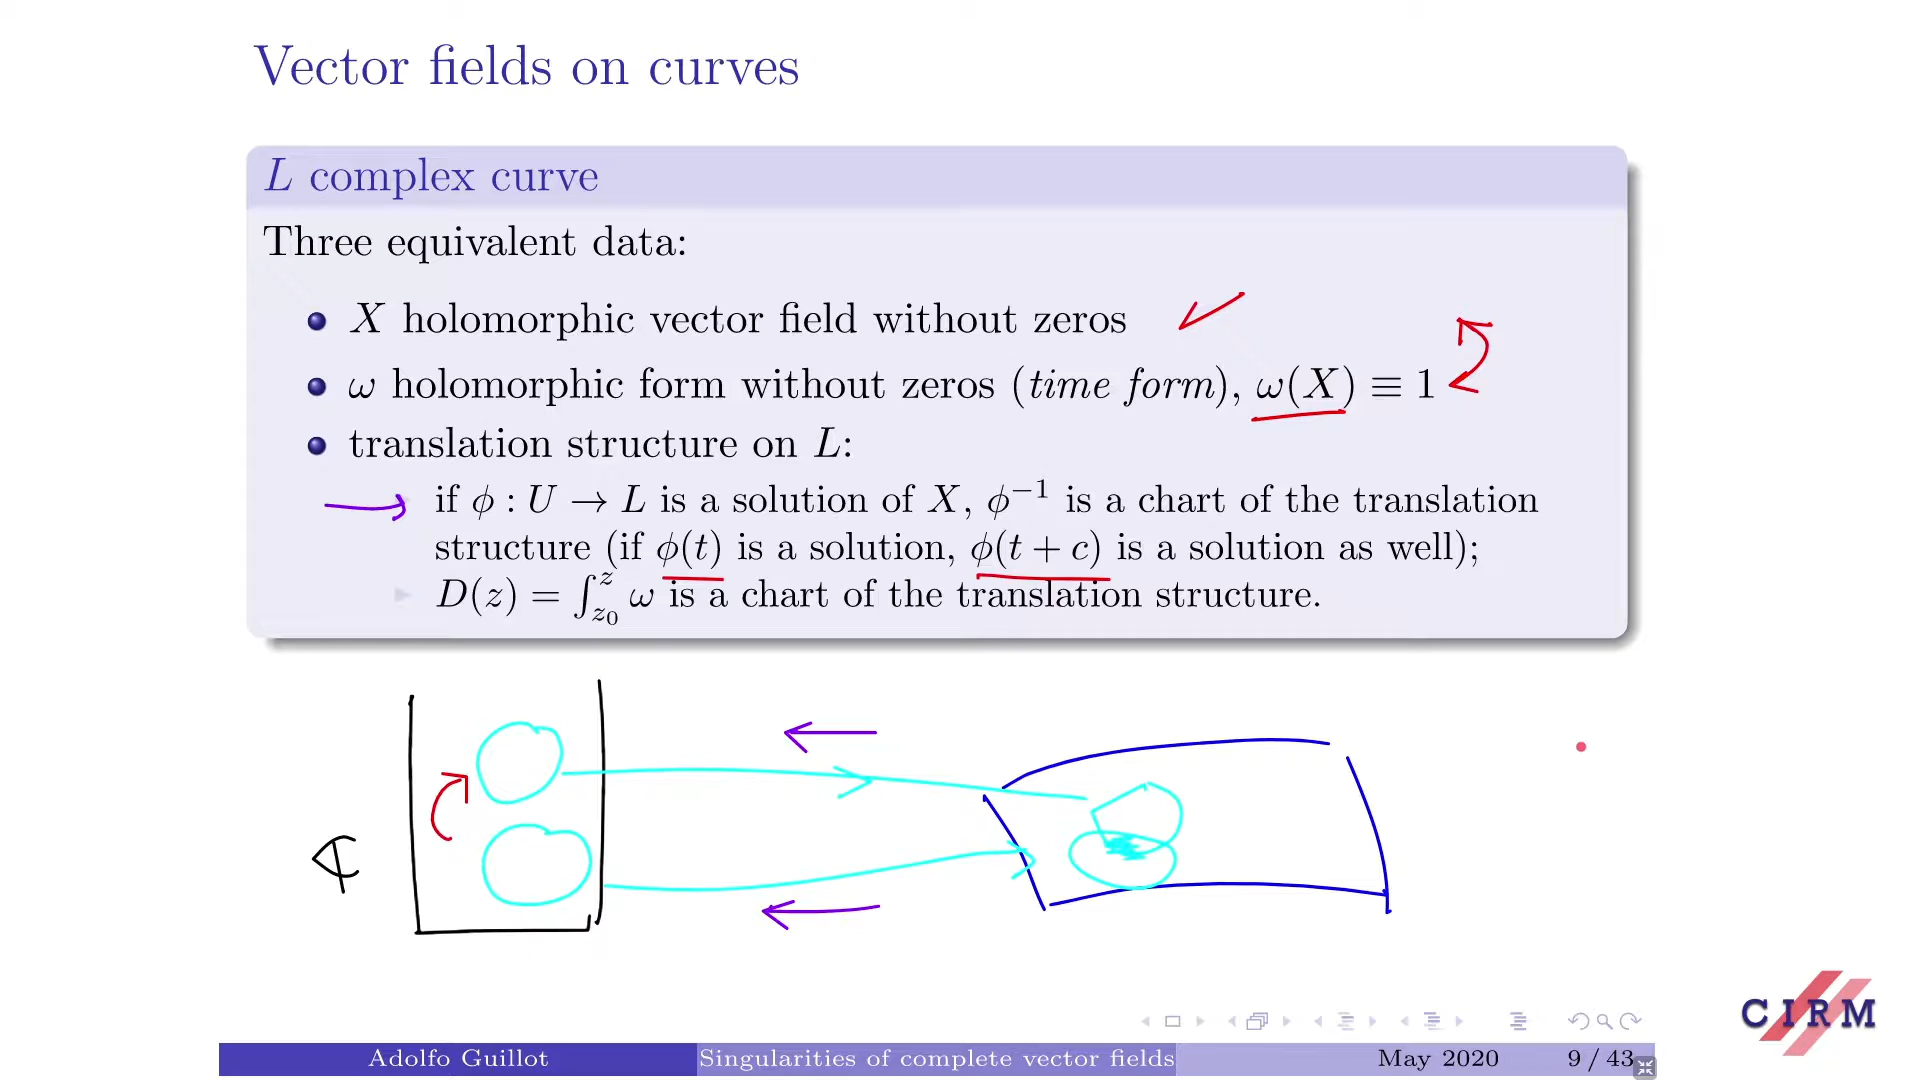 Vector fields on curves
L complex curve
Three equivalent data:
X holomorphic vector field without zeros
ω holomorphic form without zeros (time form), ω(X) ≡ 1
translation structure on L:
if ϕ : U → L is a solution of X, ϕ⁻¹ is a chart of the translation
structure (if ϕ(t) is a solution, ϕ(t + c) is a solution as well);
D(z) = ∫_{z₀}^{z} ω is a chart of the translation structure.
CIRM
Adolfo Guillot Singularities of complete vector fields May 2020 9 / 43